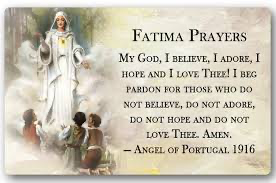 Fatima Prayers
My God, I believe, I adore, I
hope and I love Thee! I beg
pardon for those who do
not believe, do not adore,
do not hope and do not
love Thee. Amen.
– Angel of Portugal 1916